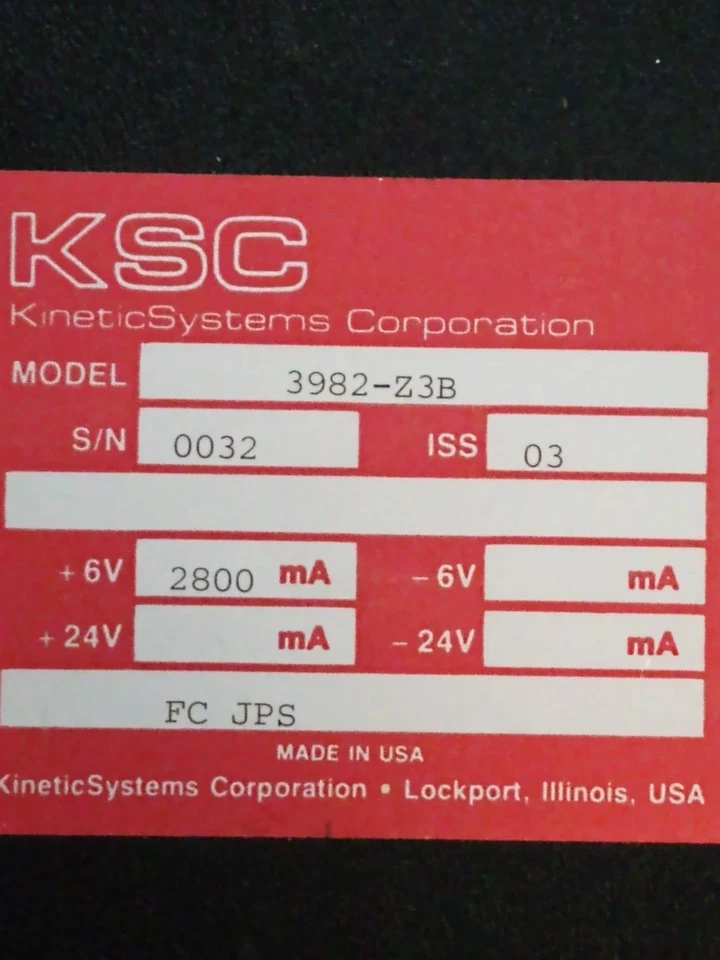 KSC
KineticSystems Corporation
MODEL 3982-Z3B
S/N 0032 ISS 03
+6V 2800 mA -6V mA
+24V mA -24V mA
FC JPS
MADE IN USA
KineticSystems Corporation • Lockport, Illinois, USA